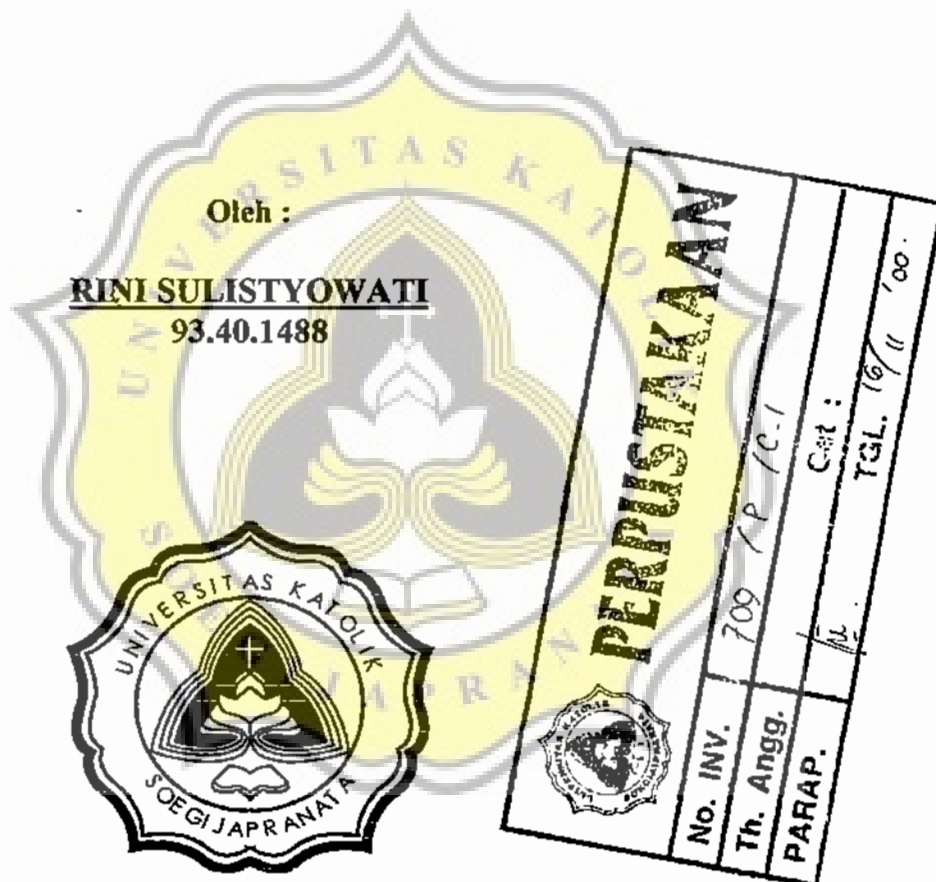 Oleh :
RINI SULISTYOWATI
93.40.1488
UNIVERSITAS KATOLIK
SOEGIJAPRANATA
PERPUSTAKAAN
No. INV. 709 /P /C.1
Th. Angg. Cat :
PARAP. TGL. 16/11 '00.